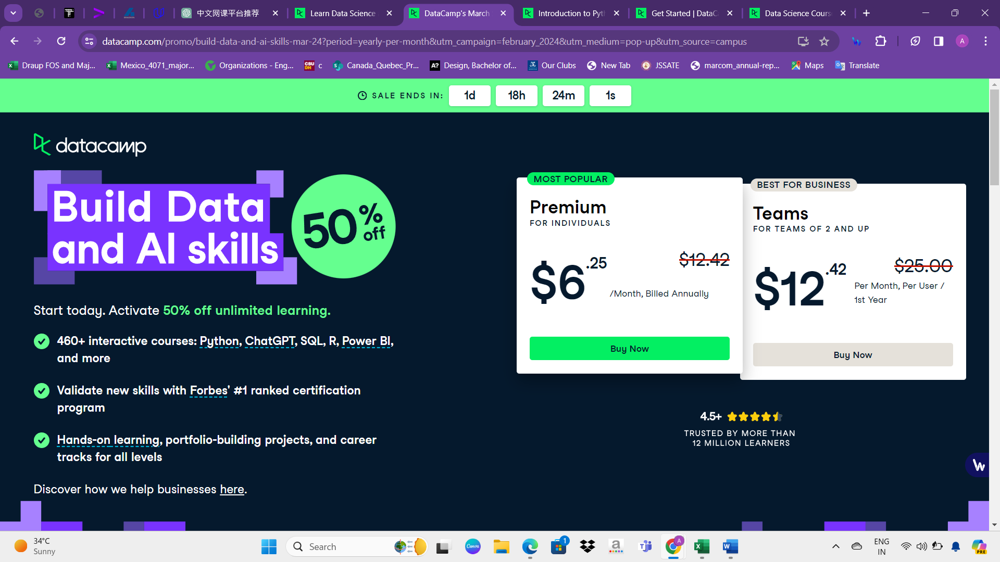 中文网课平台推荐
Learn Data Science
DataCamp's March
Introduction to Pyth
Get Started | DataCa
Data Science Cours
datacamp.com/promo/build-data-and-ai-skills-mar-24?period=yearly-per-month&utm_campaign=february_2024&utm_medium=pop-up&utm_source=campus
A
Draup FOS and Maj...
Mexico_4071_major...
Organizations - Eng...
c
Canada_Quebec_Pr...
Design, Bachelor of...
Our Clubs
New Tab
JSSATE
marcom_annual-rep...
Maps
Translate
SALE ENDS IN: 1d 18h 24m 1s
datacamp
Build Data
and AI skills
50% off
Start today. Activate 50% off unlimited learning.
460+ interactive courses: Python, ChatGPT, SQL, R, Power BI,
and more
Validate new skills with Forbes' #1 ranked certification
program
Hands-on learning, portfolio-building projects, and career
tracks for all levels
Discover how we help businesses here.
MOST POPULAR
Premium
FOR INDIVIDUALS
$12.42
$6.25
/Month, Billed Annually
Buy Now
BEST FOR BUSINESS
Teams
FOR TEAMS OF 2 AND UP
$25.00
$12.42
Per Month, Per User /
1st Year
Buy Now
4.5+
TRUSTED BY MORE THAN
12 MILLION LEARNERS
34°C
Sunny
Search
Canva
1
A
ENG
IN
PRE